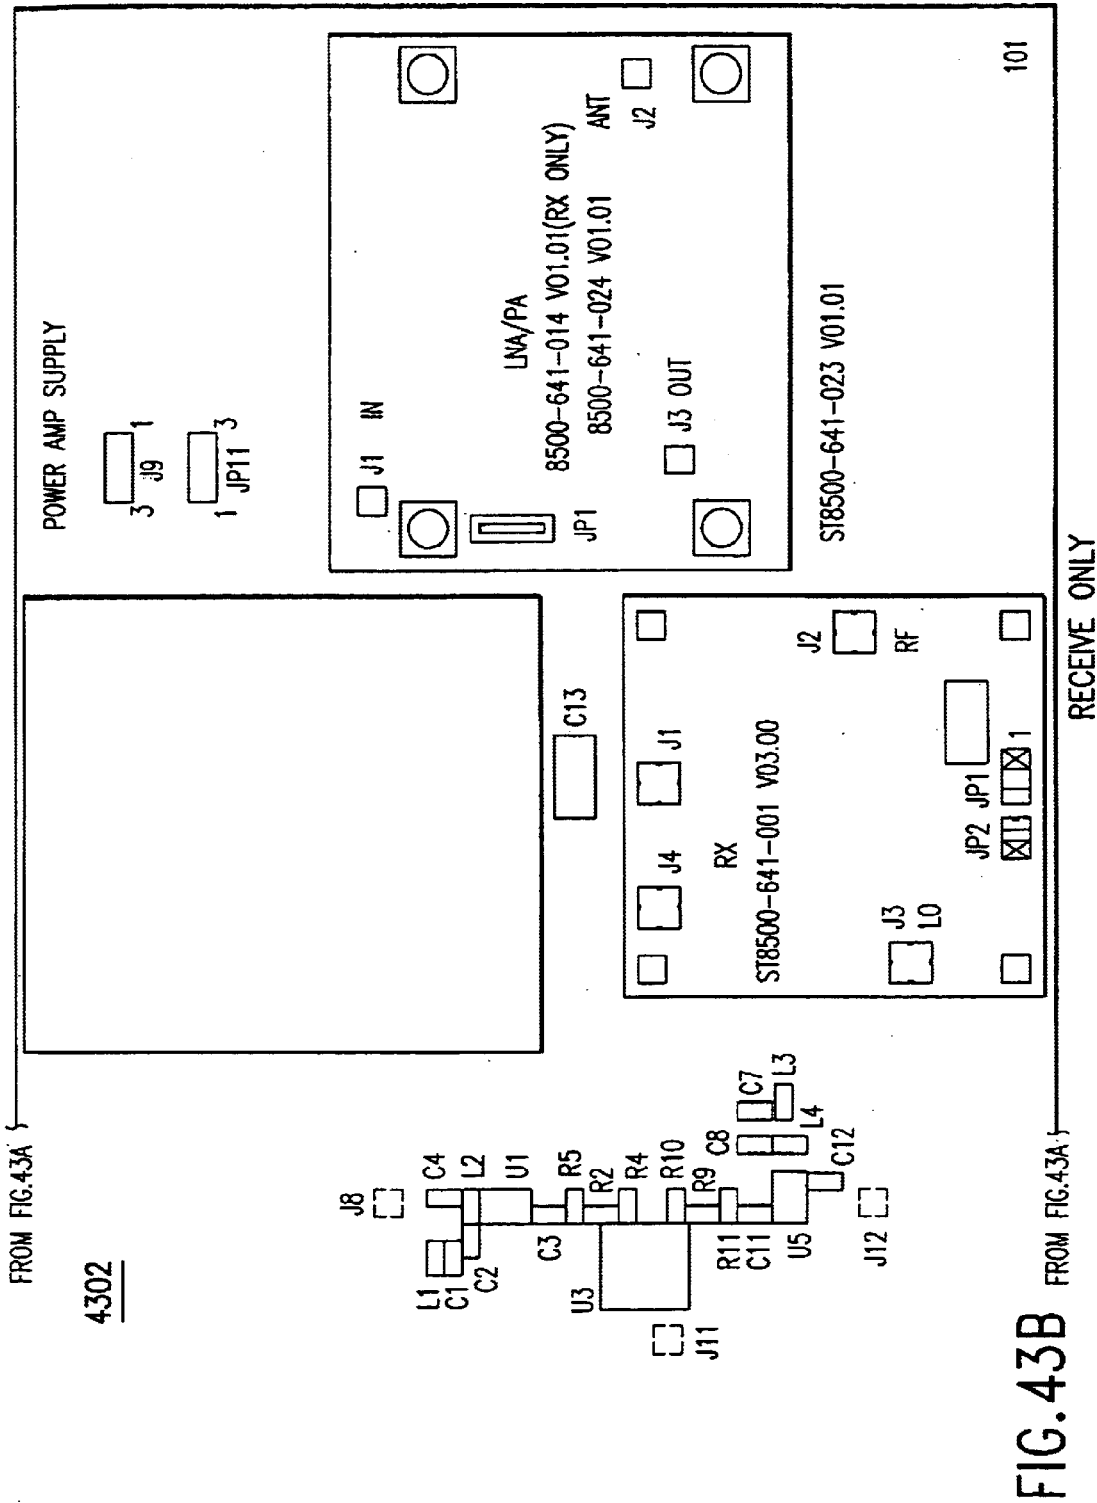 FROM FIG.43A
4302
POWER AMP SUPPLY
3 J9 1
1 JP11 3
J8
L1
C1
C2
C4
L2
U1
C3
R5
R2
R4
U3
J11
R10
R9
R11
C11
U5
J12
C8
C7
L3
L4
C12
C13
J1 IN
JP1
LNA/PA
8500-641-014 V01.01(RX ONLY)
8500-641-024 V01.01
ANT
J2
J3 OUT
ST8500-641-023 V01.01
J4
J1
RX
ST8500-641-001 V03.00
J2
RF
J3
LO
JP2 JP1
1
101
FROM FIG.43A
RECEIVE ONLY
FIG.43B